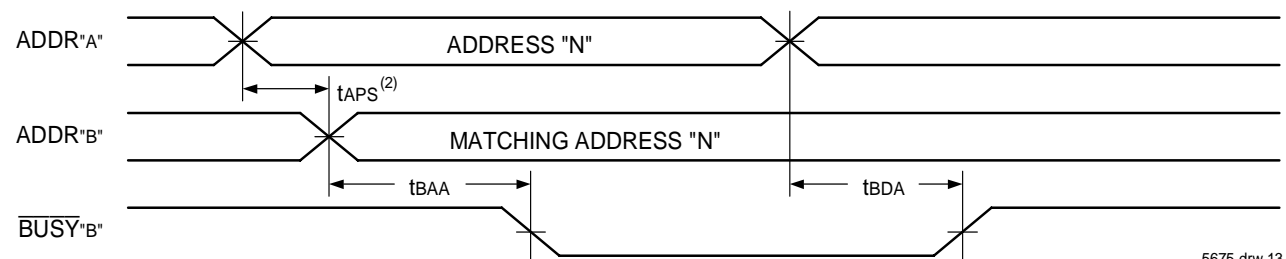 ADDR"A"
ADDRESS "N"
tAPS(2)
ADDR"B"
MATCHING ADDRESS "N"
tBAA
tBDA
BUSY"B"
5675 drw 13